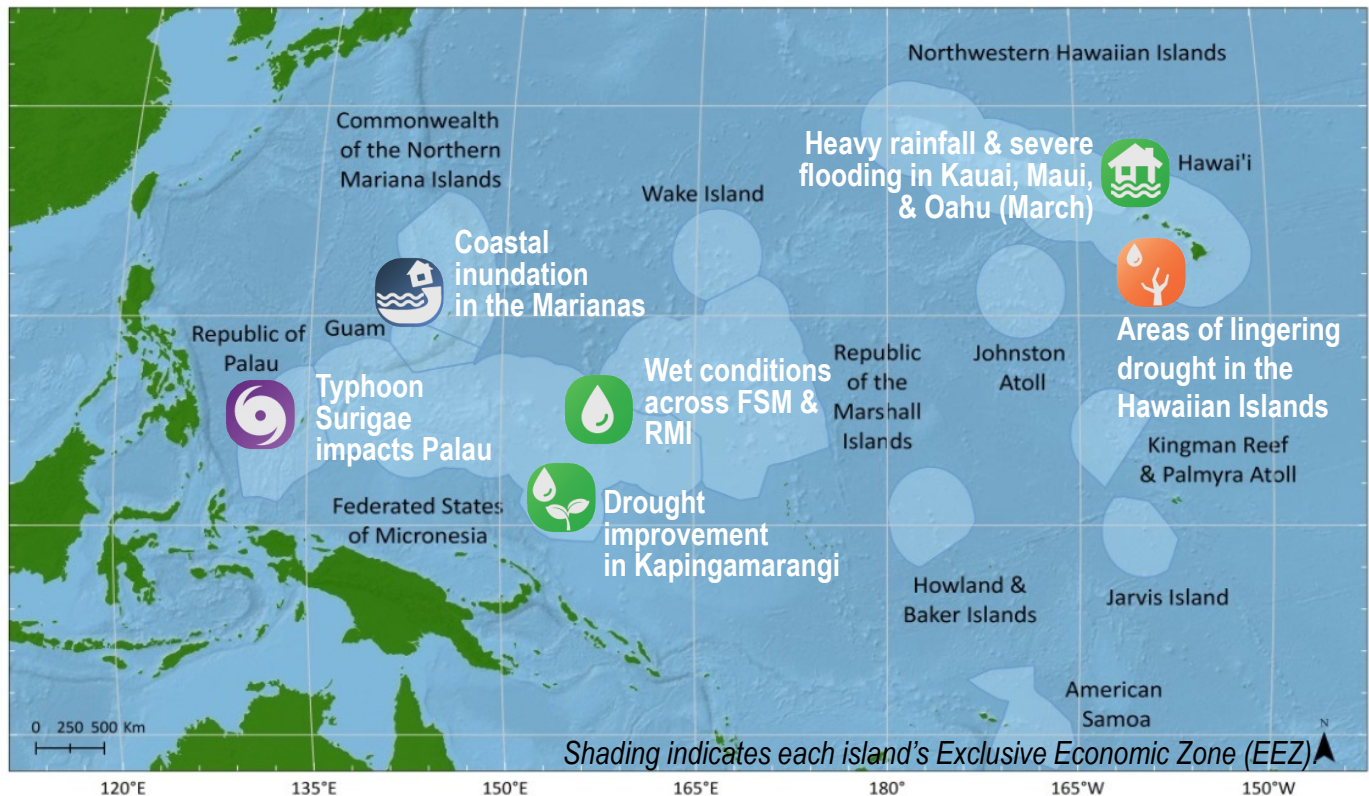 Northwestern Hawaiian Islands
Commonwealth
of the Northern
Mariana Islands
Wake Island
Heavy rainfall & severe
flooding in Kauai, Maui,
& Oahu (March)
Hawai'i
Coastal
inundation
in the Marianas
Republic of
Palau
Guam
Typhoon
Surigae
impacts Palau
Wet conditions
across FSM &
RMI
Republic
of the
Marshall
Islands
Johnston
Atoll
Areas of lingering
drought in the
Hawaiian Islands
Kingman Reef
& Palmyra Atoll
Federated States
of Micronesia
Drought
improvement
in Kapingamarangi
Howland &
Baker Islands
Jarvis Island
American
Samoa
0 250 500 Km
N
Shading indicates each island's Exclusive Economic Zone (EEZ)
120°E 135°E 150°E 165°E 180° 165°W 150°W